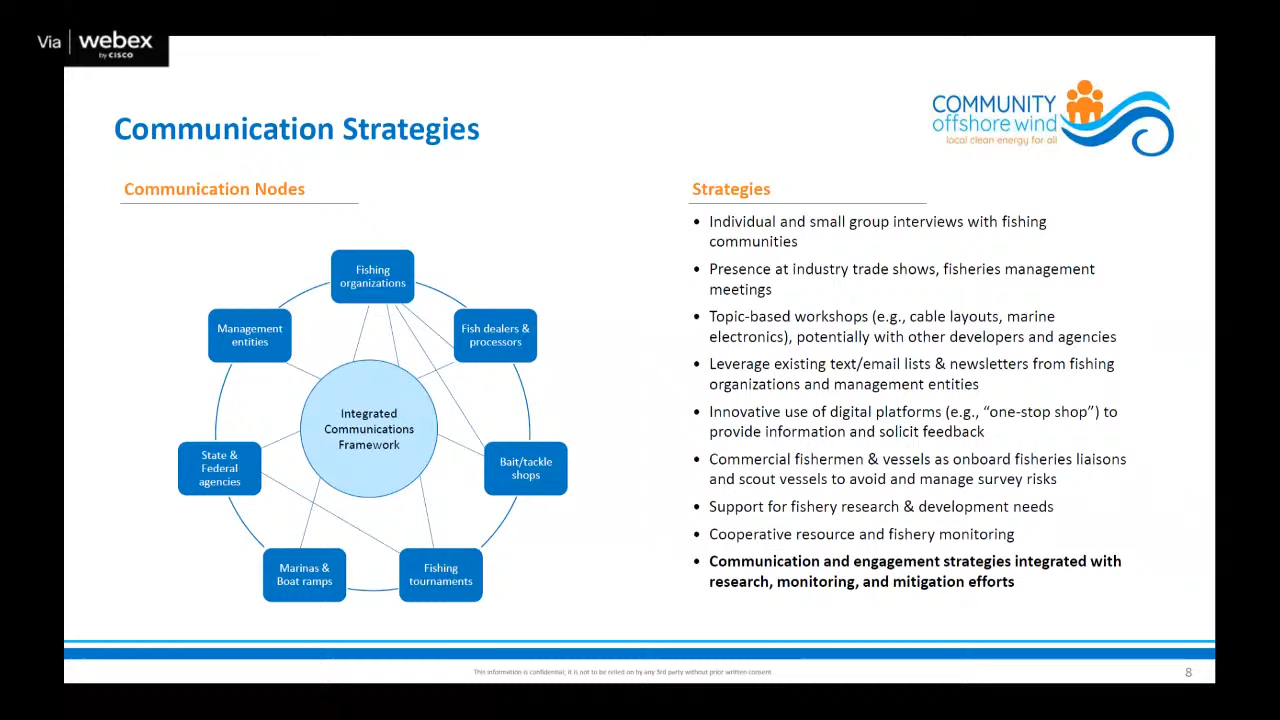 Via webex
by CISCO
COMMUNITY
offshore wind
local clean energy for all
Communication Strategies
Communication Nodes
Fishing
organizations
Management
entities
Fish dealers &
processors
Integrated
Communications
Framework
State &
Federal
agencies
Bait/tackle
shops
Marinas &
Boat ramps
Fishing
tournaments
Strategies
• Individual and small group interviews with fishing
communities
• Presence at industry trade shows, fisheries management
meetings
• Topic-based workshops (e.g., cable layouts, marine
electronics), potentially with other developers and agencies
• Leverage existing text/email lists & newsletters from fishing
organizations and management entities
• Innovative use of digital platforms (e.g., “one-stop shop”) to
provide information and solicit feedback
• Commercial fishermen & vessels as onboard fisheries liaisons
and scout vessels to avoid and manage survey risks
• Support for fishery research & development needs
• Cooperative resource and fishery monitoring
• Communication and engagement strategies integrated with
research, monitoring, and mitigation efforts
This information is confidential; it is not to be relied on by any 3rd party without prior written consent.
8